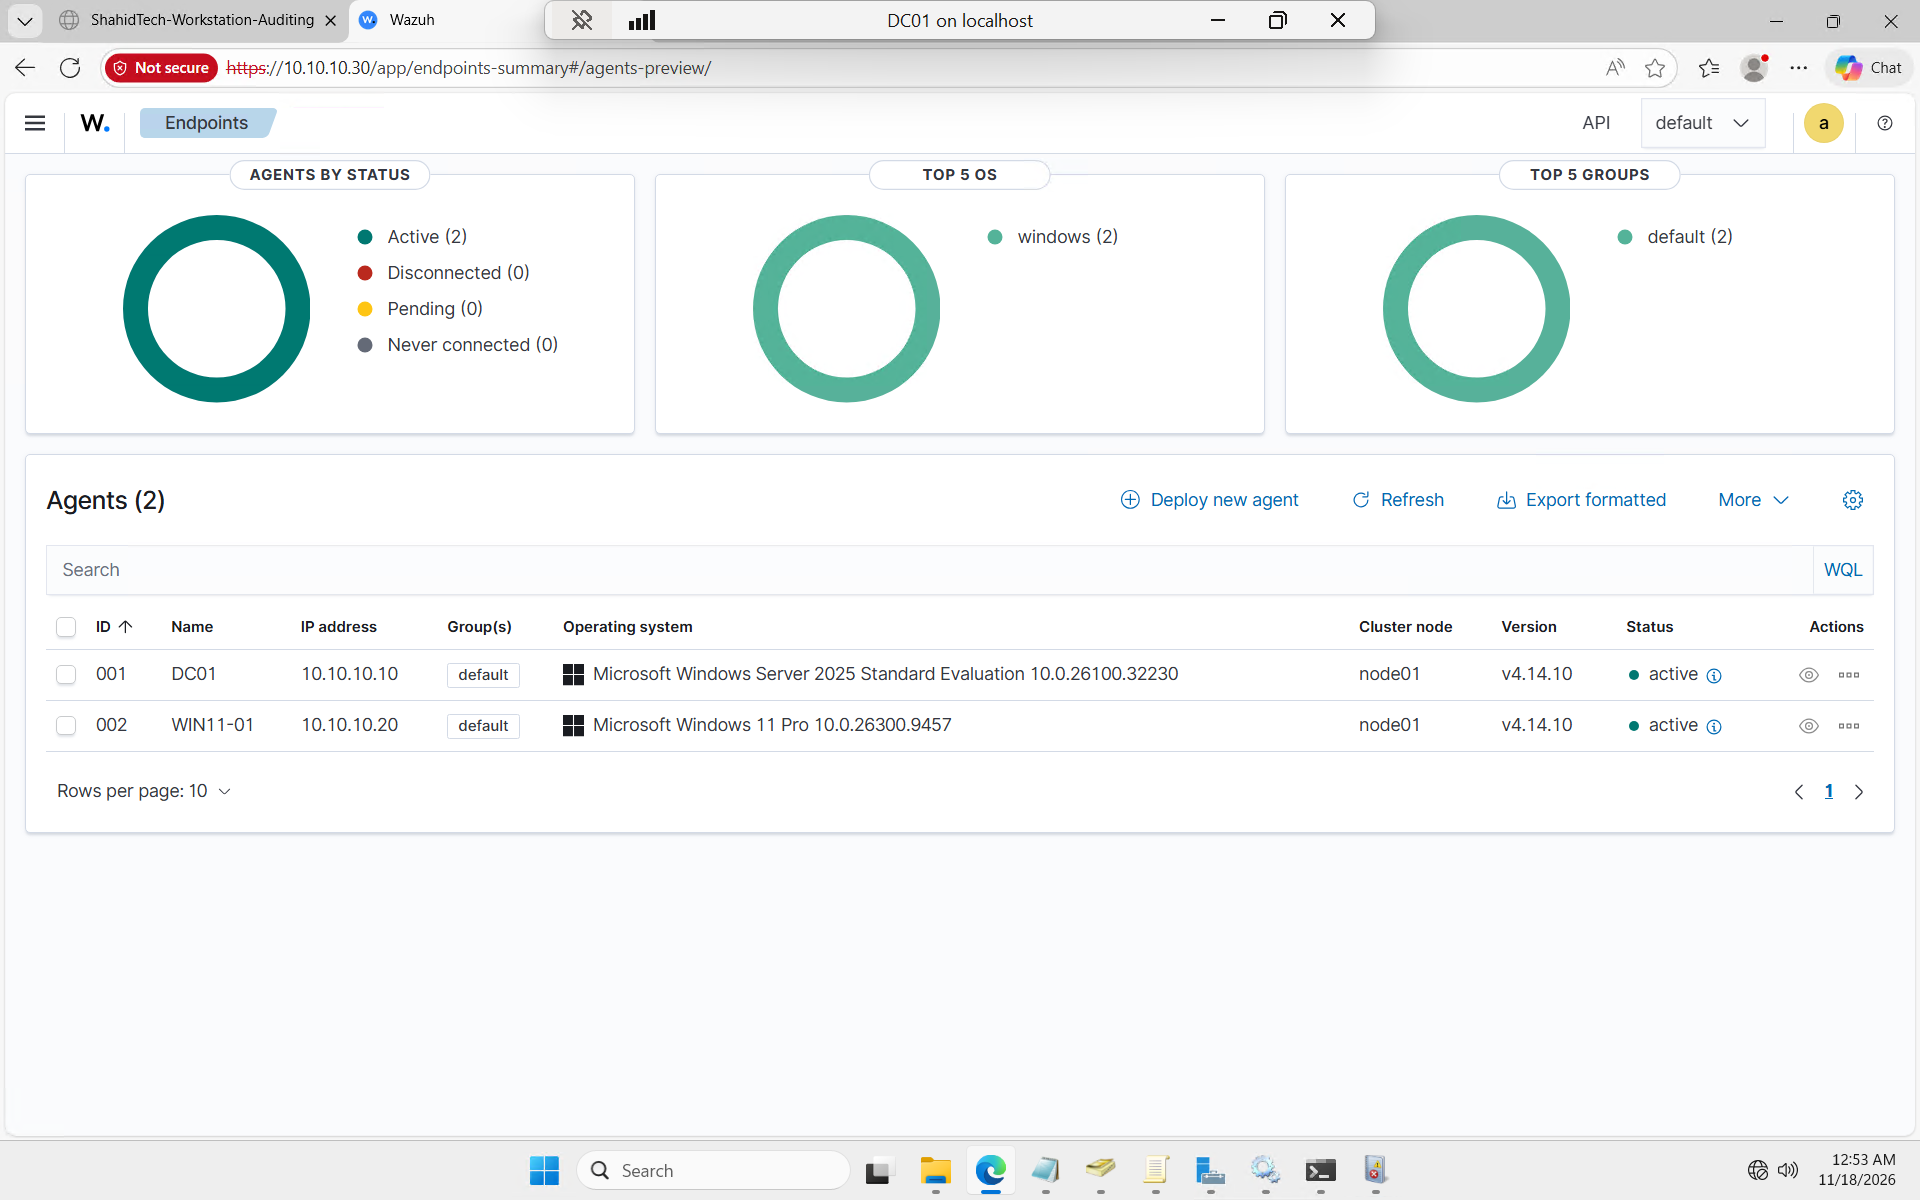 ShahidTech-Workstation-Auditing
Wazuh
DC01 on localhost
Not secure
https://10.10.10.30/app/endpoints-summary#/agents-preview/
Chat
W.
Endpoints
API
default
a
AGENTS BY STATUS
Active (2)
Disconnected (0)
Pending (0)
Never connected (0)
TOP 5 OS
windows (2)
TOP 5 GROUPS
default (2)
Agents (2)
Deploy new agent
Refresh
Export formatted
More
Search
WQL
ID Name IP address Group(s) Operating system Cluster node Version Status Actions
001 DC01 10.10.10.10 default Microsoft Windows Server 2025 Standard Evaluation 10.0.26100.32230 node01 v4.14.10 active
002 WIN11-01 10.10.10.20 default Microsoft Windows 11 Pro 10.0.26300.9457 node01 v4.14.10 active
Rows per page: 10
1
Search
12:53 AM
11/18/2026